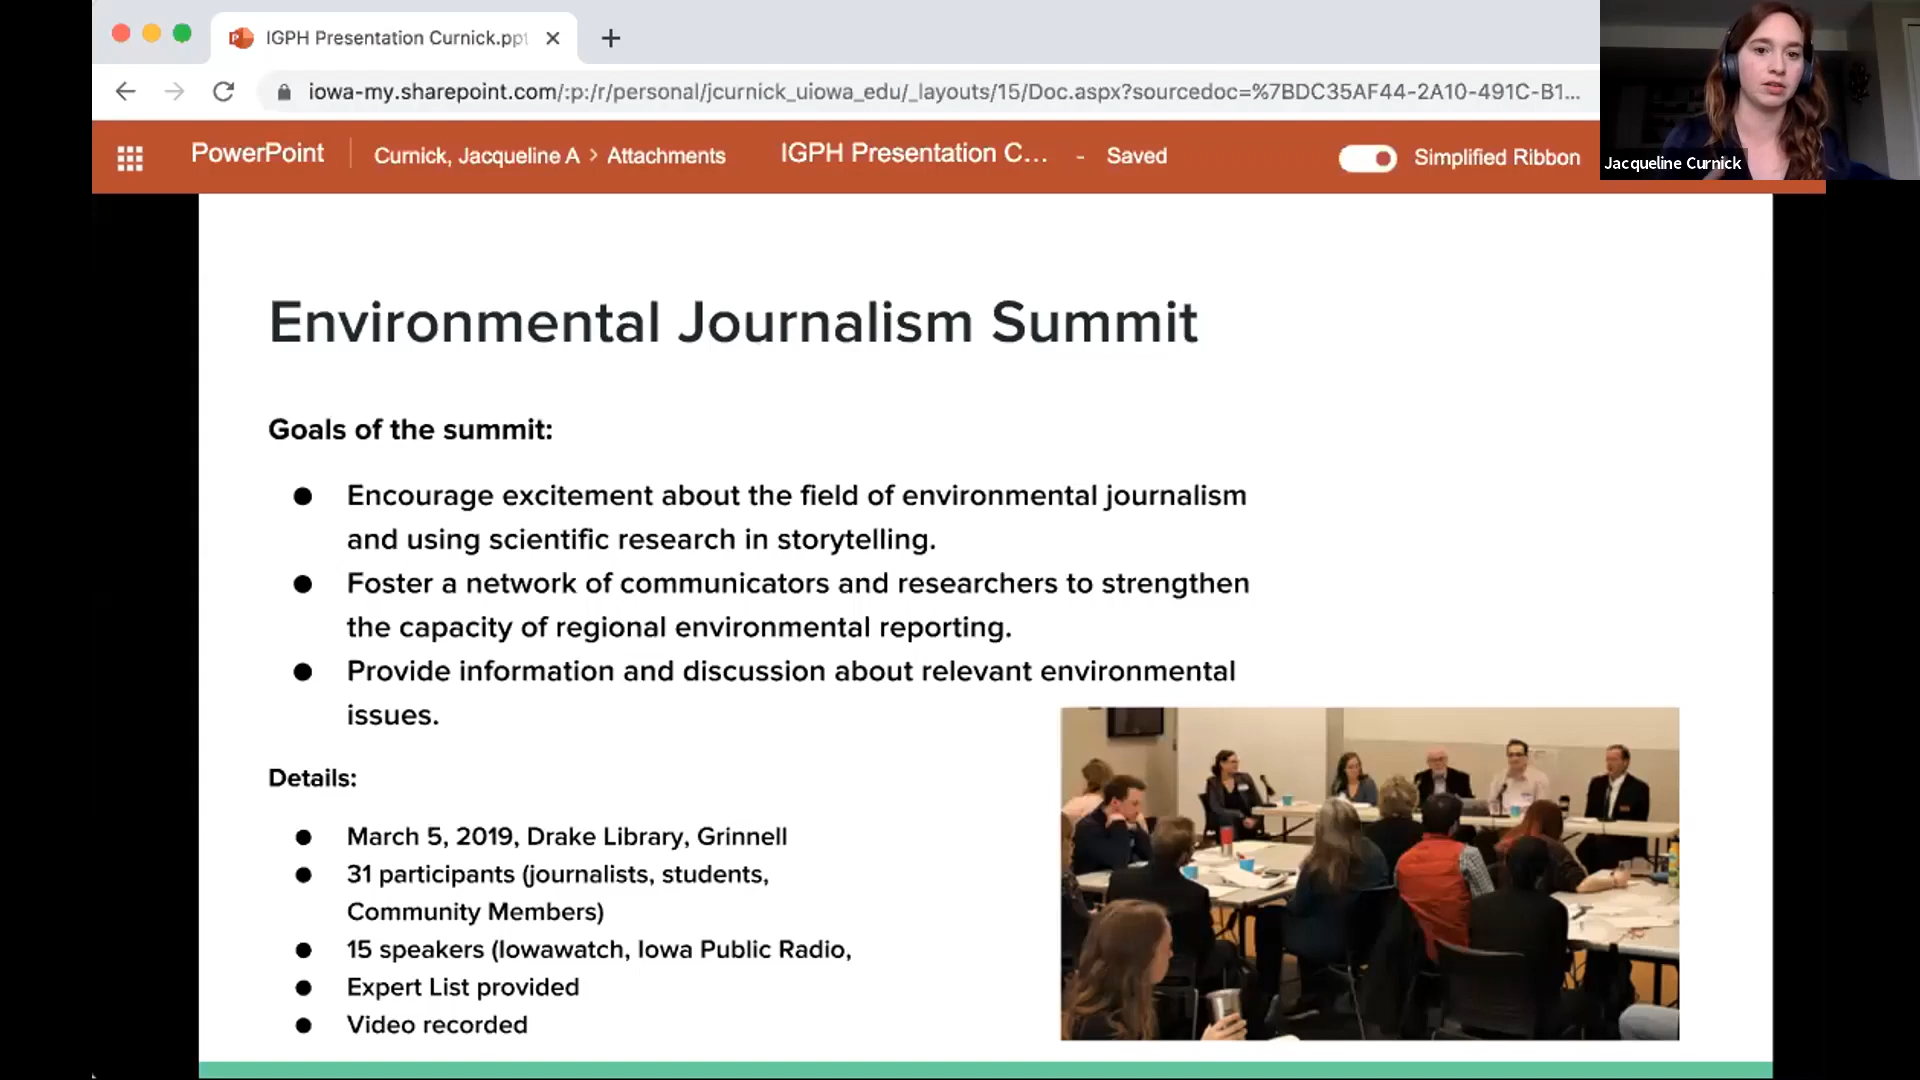 IGPH Presentation Curnick.ppt
iowa-my.sharepoint.com/:p:/r/personal/jcurnick_uiowa_edu/_layouts/15/Doc.aspx?sourcedoc=%7BDC35AF44-2A10-491C-B1...
PowerPoint
Curnick, Jacqueline A > Attachments
IGPH Presentation C... - Saved
Simplified Ribbon
Jacqueline Curnick
Environmental Journalism Summit
Goals of the summit:
● Encourage excitement about the field of environmental journalism
and using scientific research in storytelling.
● Foster a network of communicators and researchers to strengthen
the capacity of regional environmental reporting.
● Provide information and discussion about relevant environmental
issues.
Details:
● March 5, 2019, Drake Library, Grinnell
● 31 participants (journalists, students,
Community Members)
● 15 speakers (Iowawatch, Iowa Public Radio,
● Expert List provided
● Video recorded